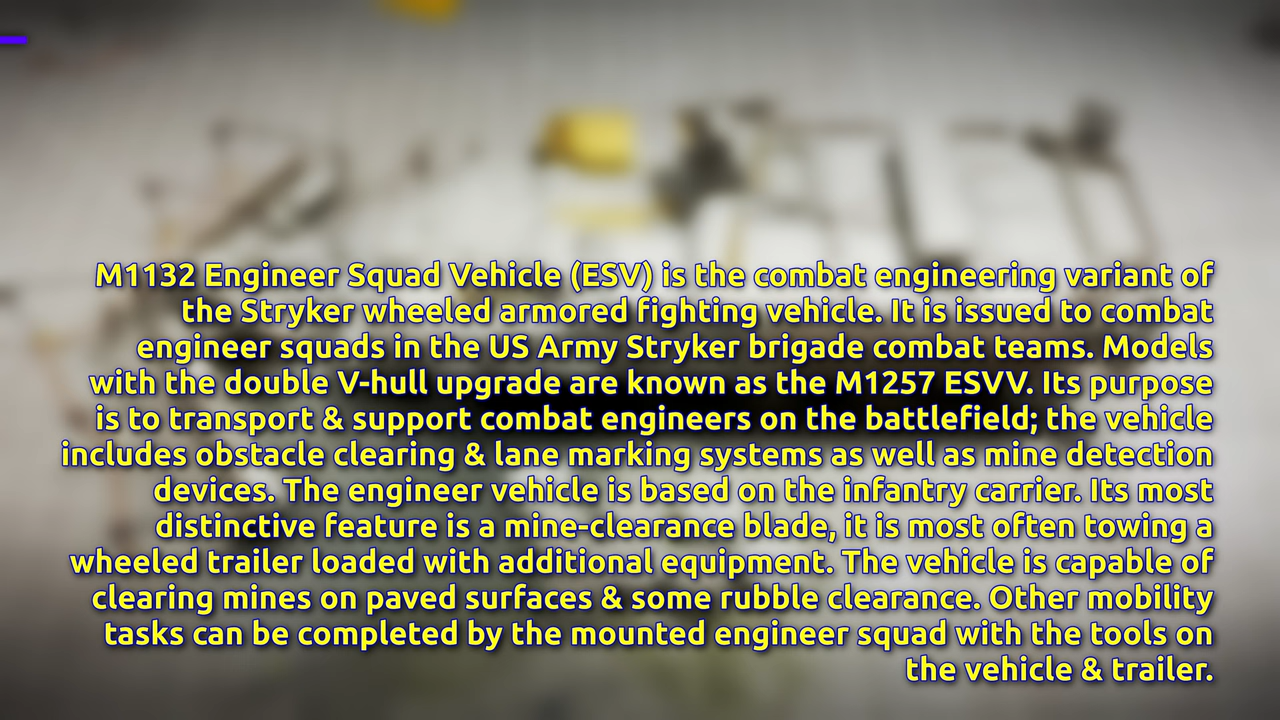 M1132 Engineer Squad Vehicle (ESV) is the combat engineering variant of
the Stryker wheeled armored fighting vehicle. It is issued to combat
engineer squads in the US Army Stryker brigade combat teams. Models
with the double V-hull upgrade are known as the M1257 ESVV. Its purpose
is to transport & support combat engineers on the battlefield; the vehicle
includes obstacle clearing & lane marking systems as well as mine detection
devices. The engineer vehicle is based on the infantry carrier. Its most
distinctive feature is a mine-clearance blade, it is most often towing a
wheeled trailer loaded with additional equipment. The vehicle is capable of
clearing mines on paved surfaces & some rubble clearance. Other mobility
tasks can be completed by the mounted engineer squad with the tools on
the vehicle & trailer.